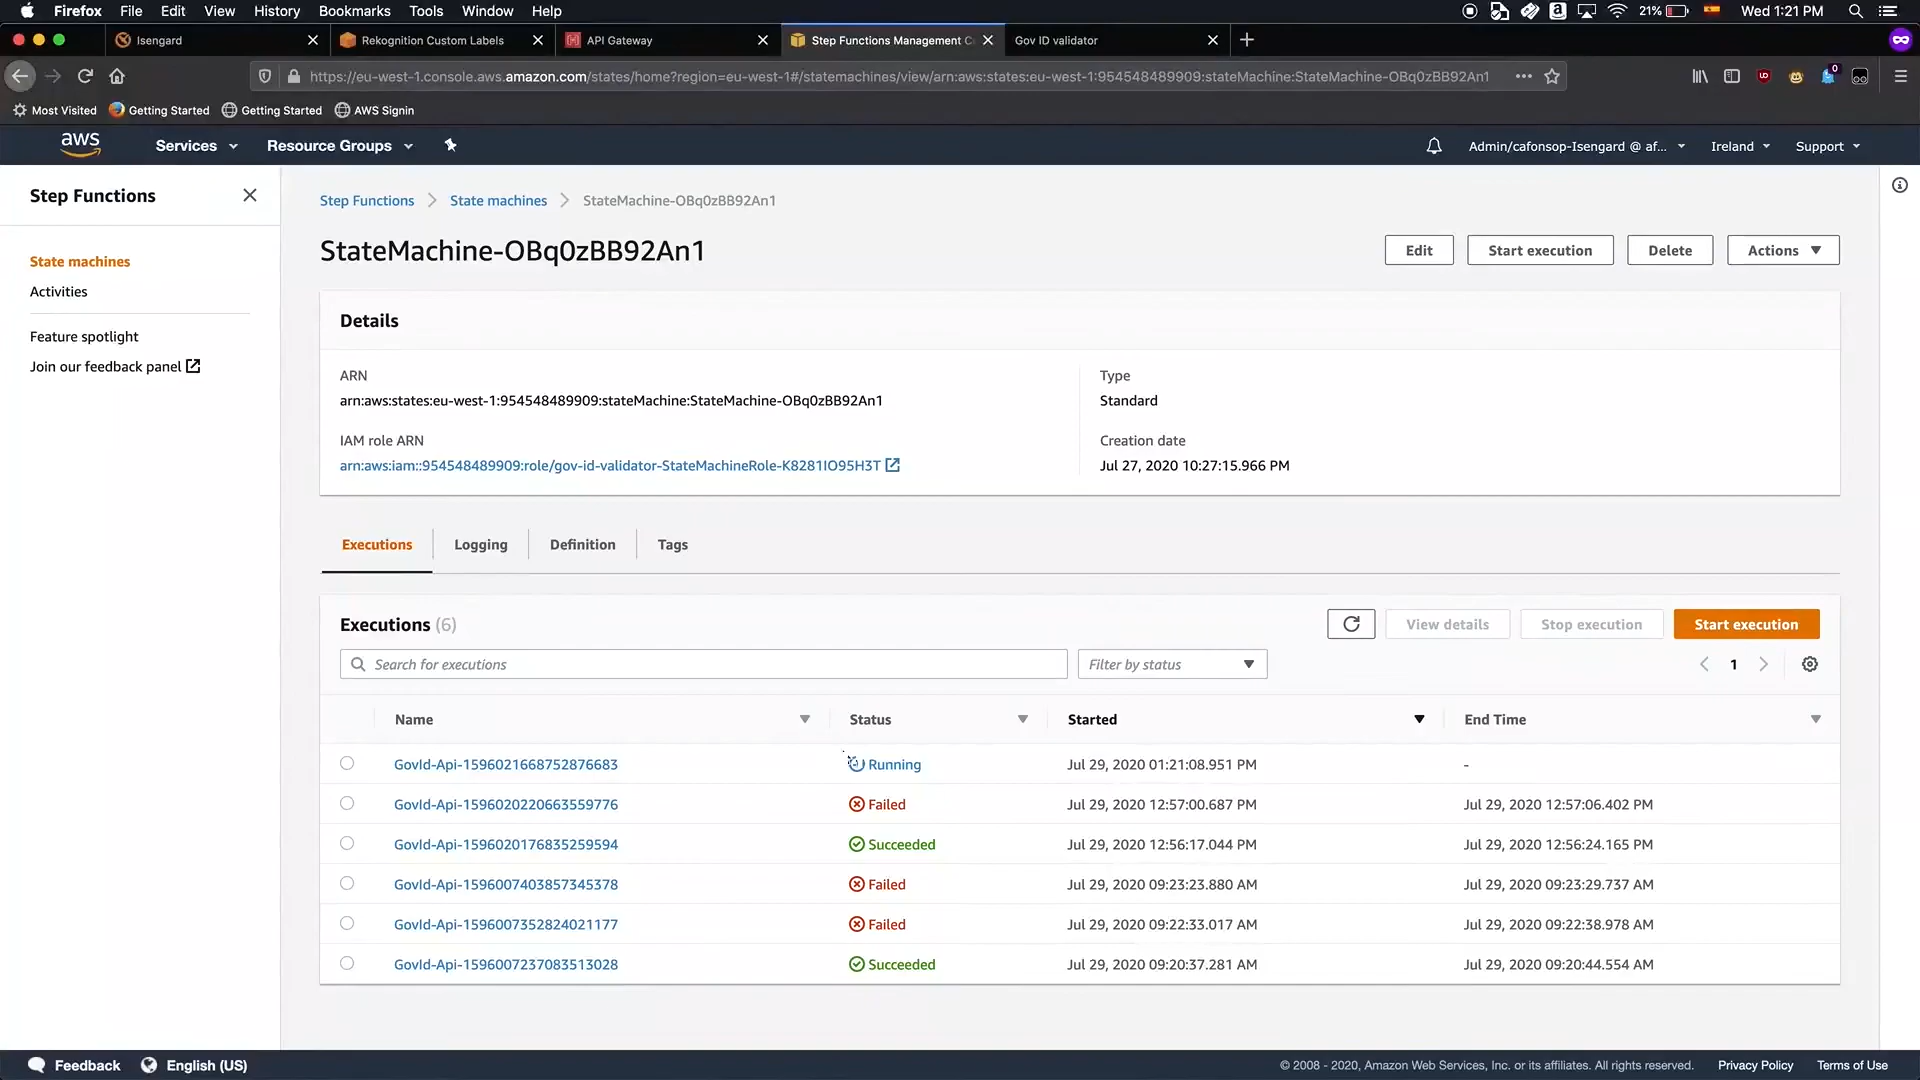 Firefox File Edit View History Bookmarks Tools Window Help 21% Wed 1:21 PM
Isengard Rekognition Custom Labels API Gateway Step Functions Management C Gov ID validator
https://eu-west-1.console.aws.amazon.com/states/home?region=eu-west-1#/statemachines/view/arn:aws:states:eu-west-1:954548489909:stateMachine:StateMachine-OBq0zBB92An1 0
Most Visited Getting Started Getting Started AWS Signin
aws Services Resource Groups Admin/cafonsop-Isengard @ af... Ireland Support
Step Functions
State machines
Activities
Feature spotlight
Join our feedback panel
Step Functions State machines StateMachine-OBq0zBB92An1
StateMachine-OBq0zBB92An1
Edit Start execution Delete Actions
Details
ARN
arn:aws:states:eu-west-1:954548489909:stateMachine:StateMachine-OBq0zBB92An1
IAM role ARN
arn:aws:iam::954548489909:role/gov-id-validator-StateMachineRole-K8281IO95H3T
Type
Standard
Creation date
Jul 27, 2020 10:27:15.966 PM
Executions Logging Definition Tags
Executions (6) View details Stop execution Start execution
Search for executions Filter by status 1
Name Status Started End Time
GovId-Api-1596021668752876683 Running Jul 29, 2020 01:21:08.951 PM -
GovId-Api-1596020220663559776 Failed Jul 29, 2020 12:57:00.687 PM Jul 29, 2020 12:57:06.402 PM
GovId-Api-1596020176835259594 Succeeded Jul 29, 2020 12:56:17.044 PM Jul 29, 2020 12:56:24.165 PM
GovId-Api-1596007403857345378 Failed Jul 29, 2020 09:23:23.880 AM Jul 29, 2020 09:23:29.737 AM
GovId-Api-1596007352824021177 Failed Jul 29, 2020 09:22:33.017 AM Jul 29, 2020 09:22:38.978 AM
GovId-Api-1596007237083513028 Succeeded Jul 29, 2020 09:20:37.281 AM Jul 29, 2020 09:20:44.554 AM
Feedback English (US) © 2008 - 2020, Amazon Web Services, Inc. or its affiliates. All rights reserved. Privacy Policy Terms of Use